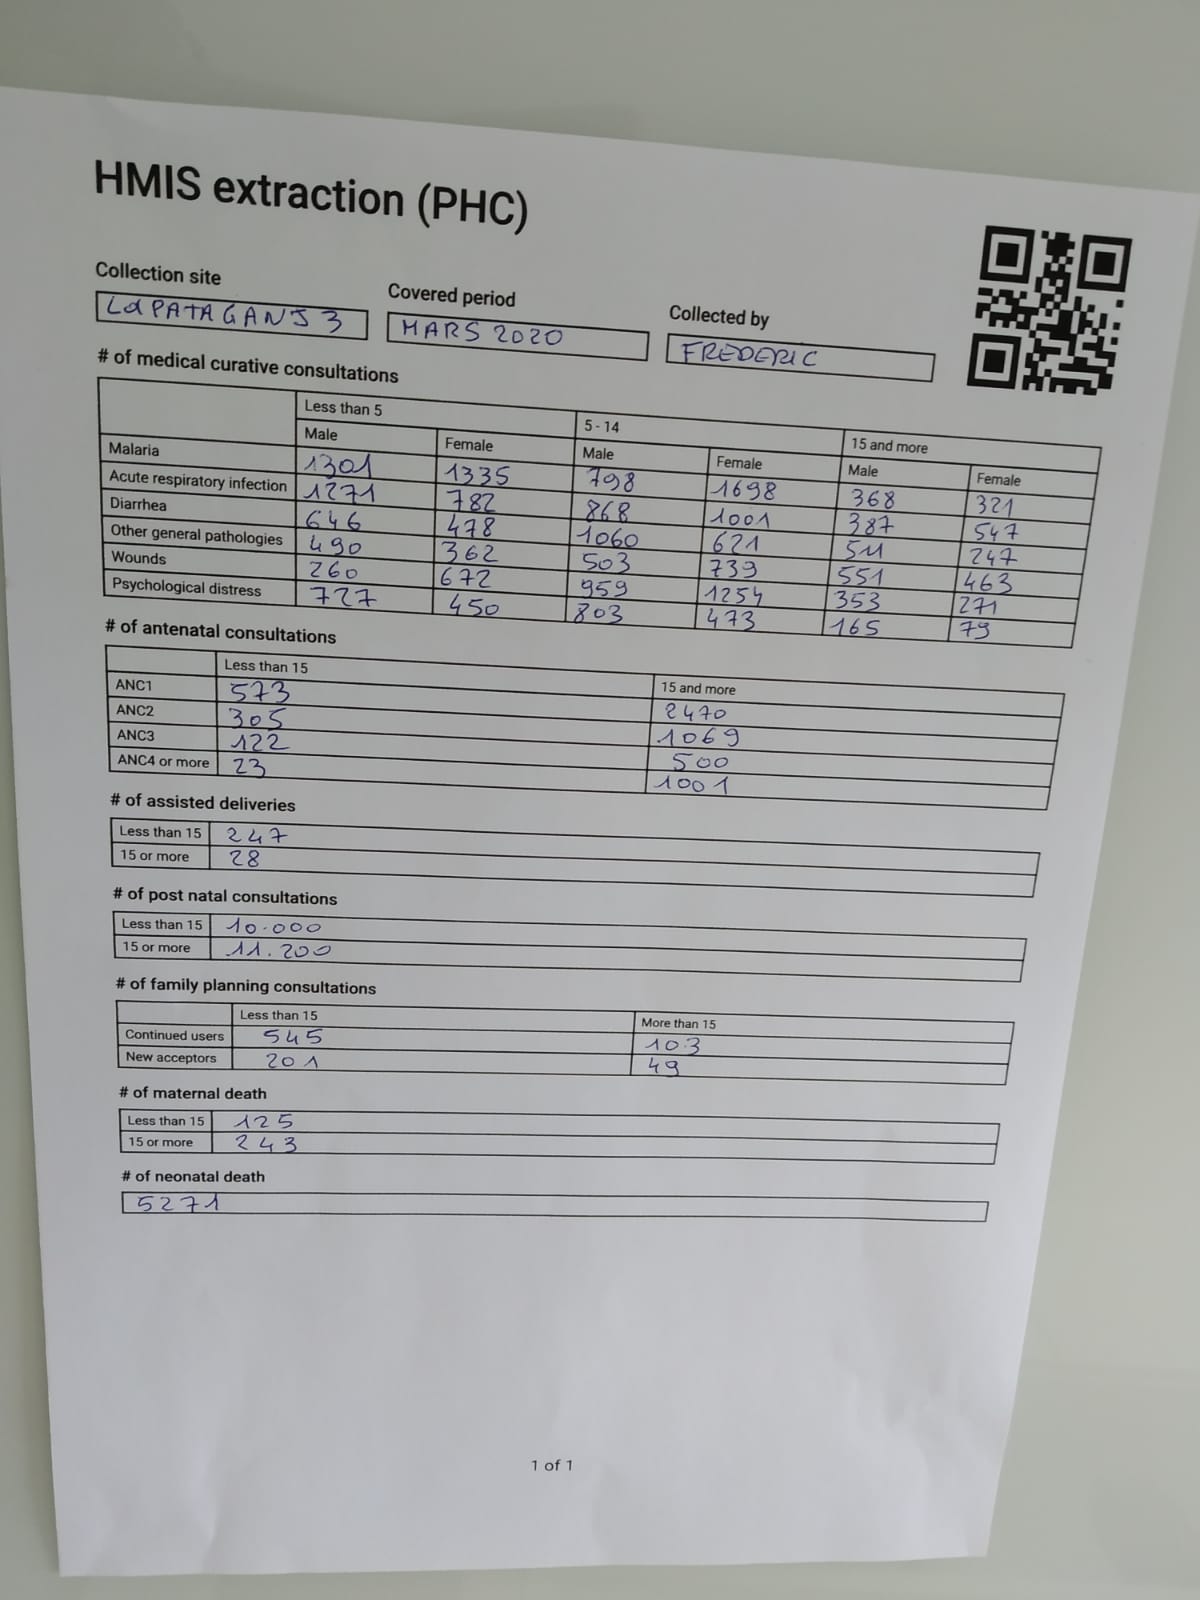 HMIS extraction (PHC)
Collection site Covered period Collected by
LaPATAGANJ 3 MARS 2020 FREDERIC
# of medical curative consultations
Less than 5 5 - 14 15 and more
Male Female Male Female Male Female
Malaria 1301 1335 798 1698 368 321
Acute respiratory infection 1271 782 868 1001 387 547
Diarrhea 646 478 1060 621 511 247
Other general pathologies 490 362 503 739 551 463
Wounds 260 672 959 1254 353 271
Psychological distress 727 450 803 473 165 79
# of antenatal consultations
Less than 15 15 and more
ANC1 573 2470
ANC2 305 1069
ANC3 122 500
ANC4 or more 23 1001
# of assisted deliveries
Less than 15 247
15 or more 28
# of post natal consultations
Less than 15 10.000
15 or more 11.200
# of family planning consultations
Less than 15 More than 15
Continued users 545 103
New acceptors 201 49
# of maternal death
Less than 15 125
15 or more 243
# of neonatal death
5271
1 of 1